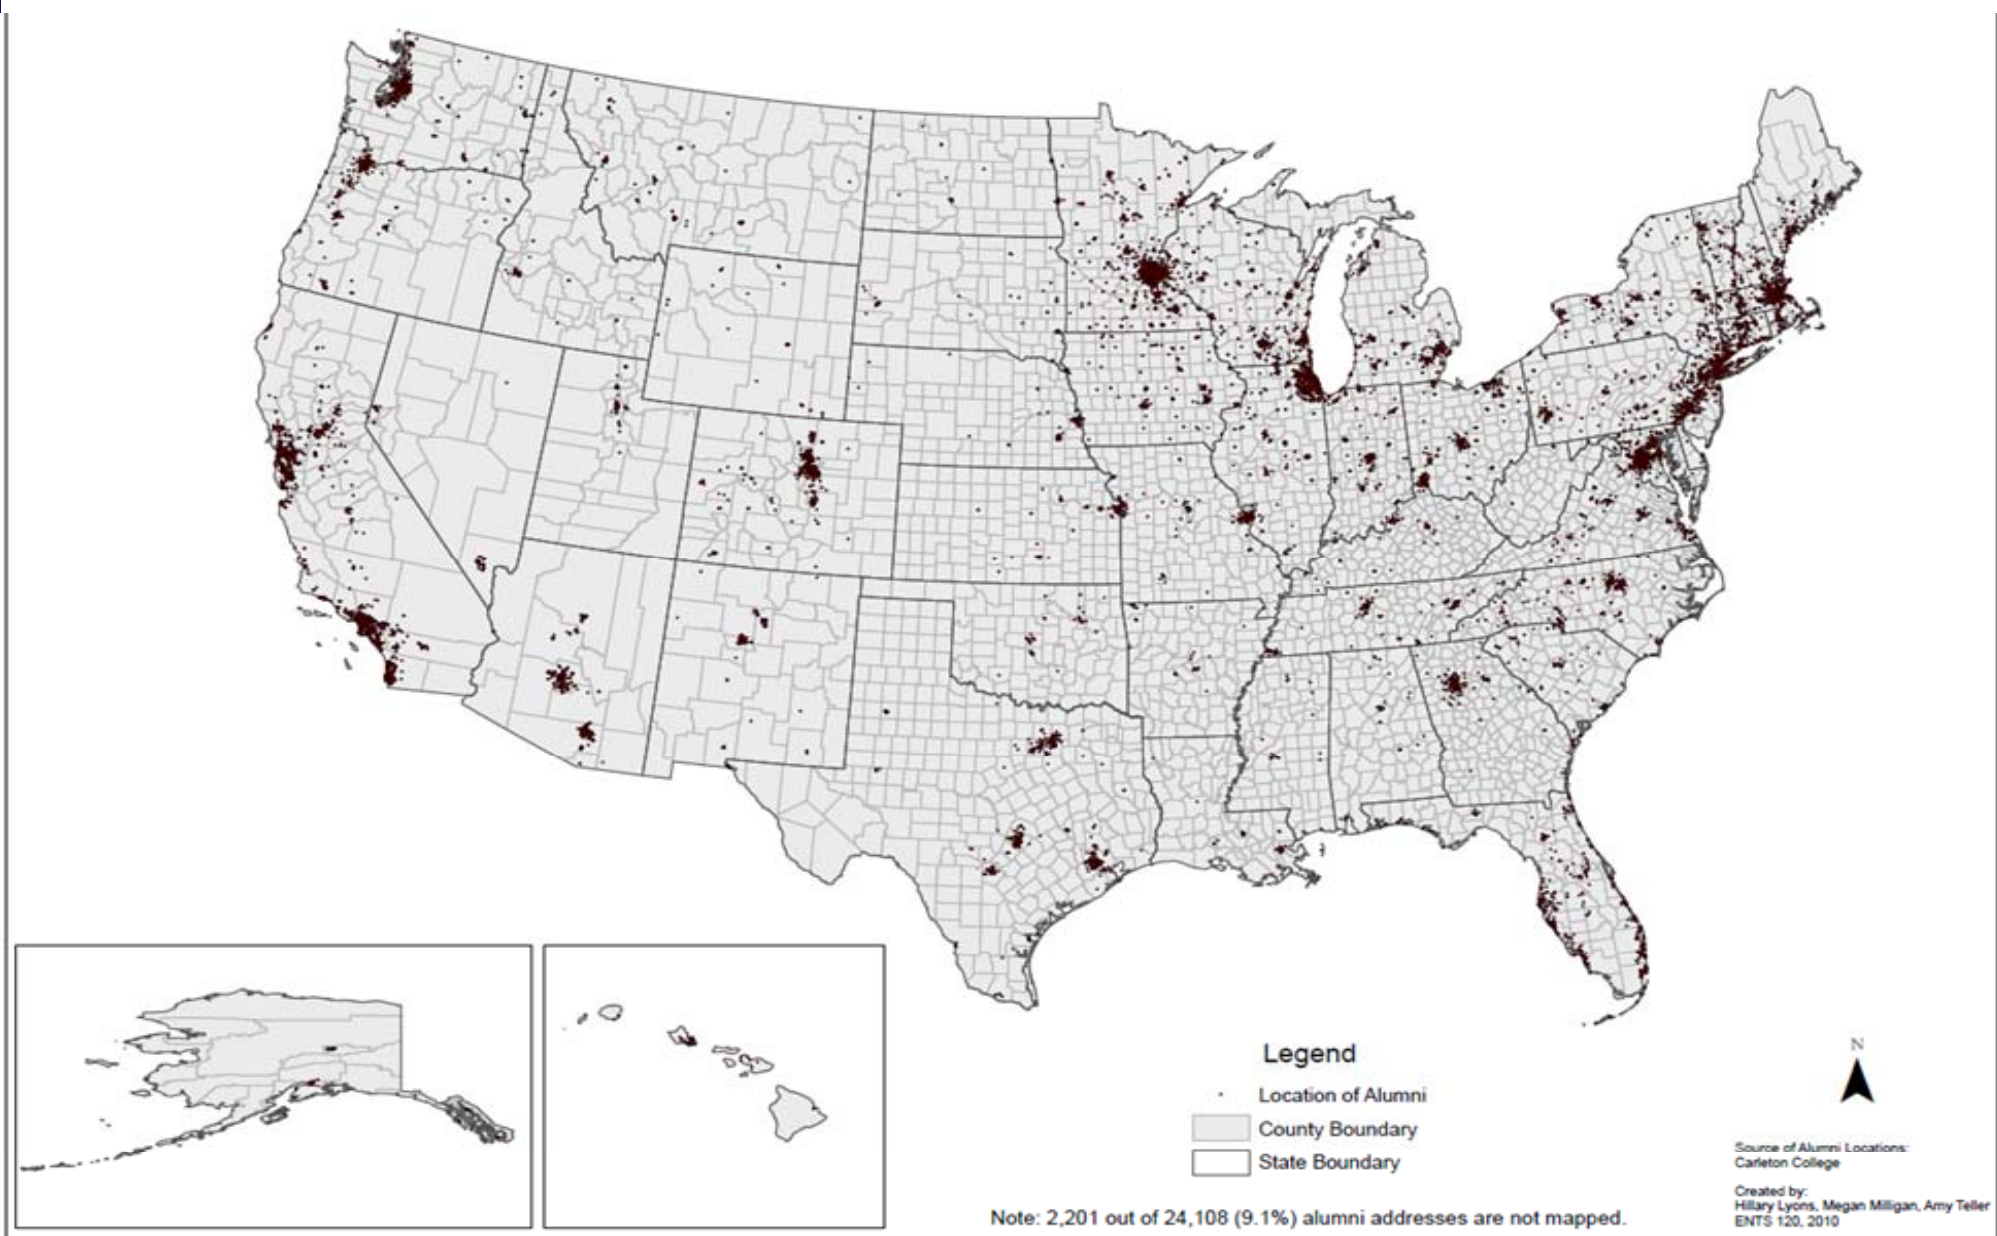 Legend
Location of Alumni
County Boundary
State Boundary
Note: 2,201 out of 24,108 (9.1%) alumni addresses are not mapped.
N
Source of Alumni Locations:
Carleton College
Created by:
Hillary Lyons, Megan Milligan, Amy Teller
ENTS 120, 2010